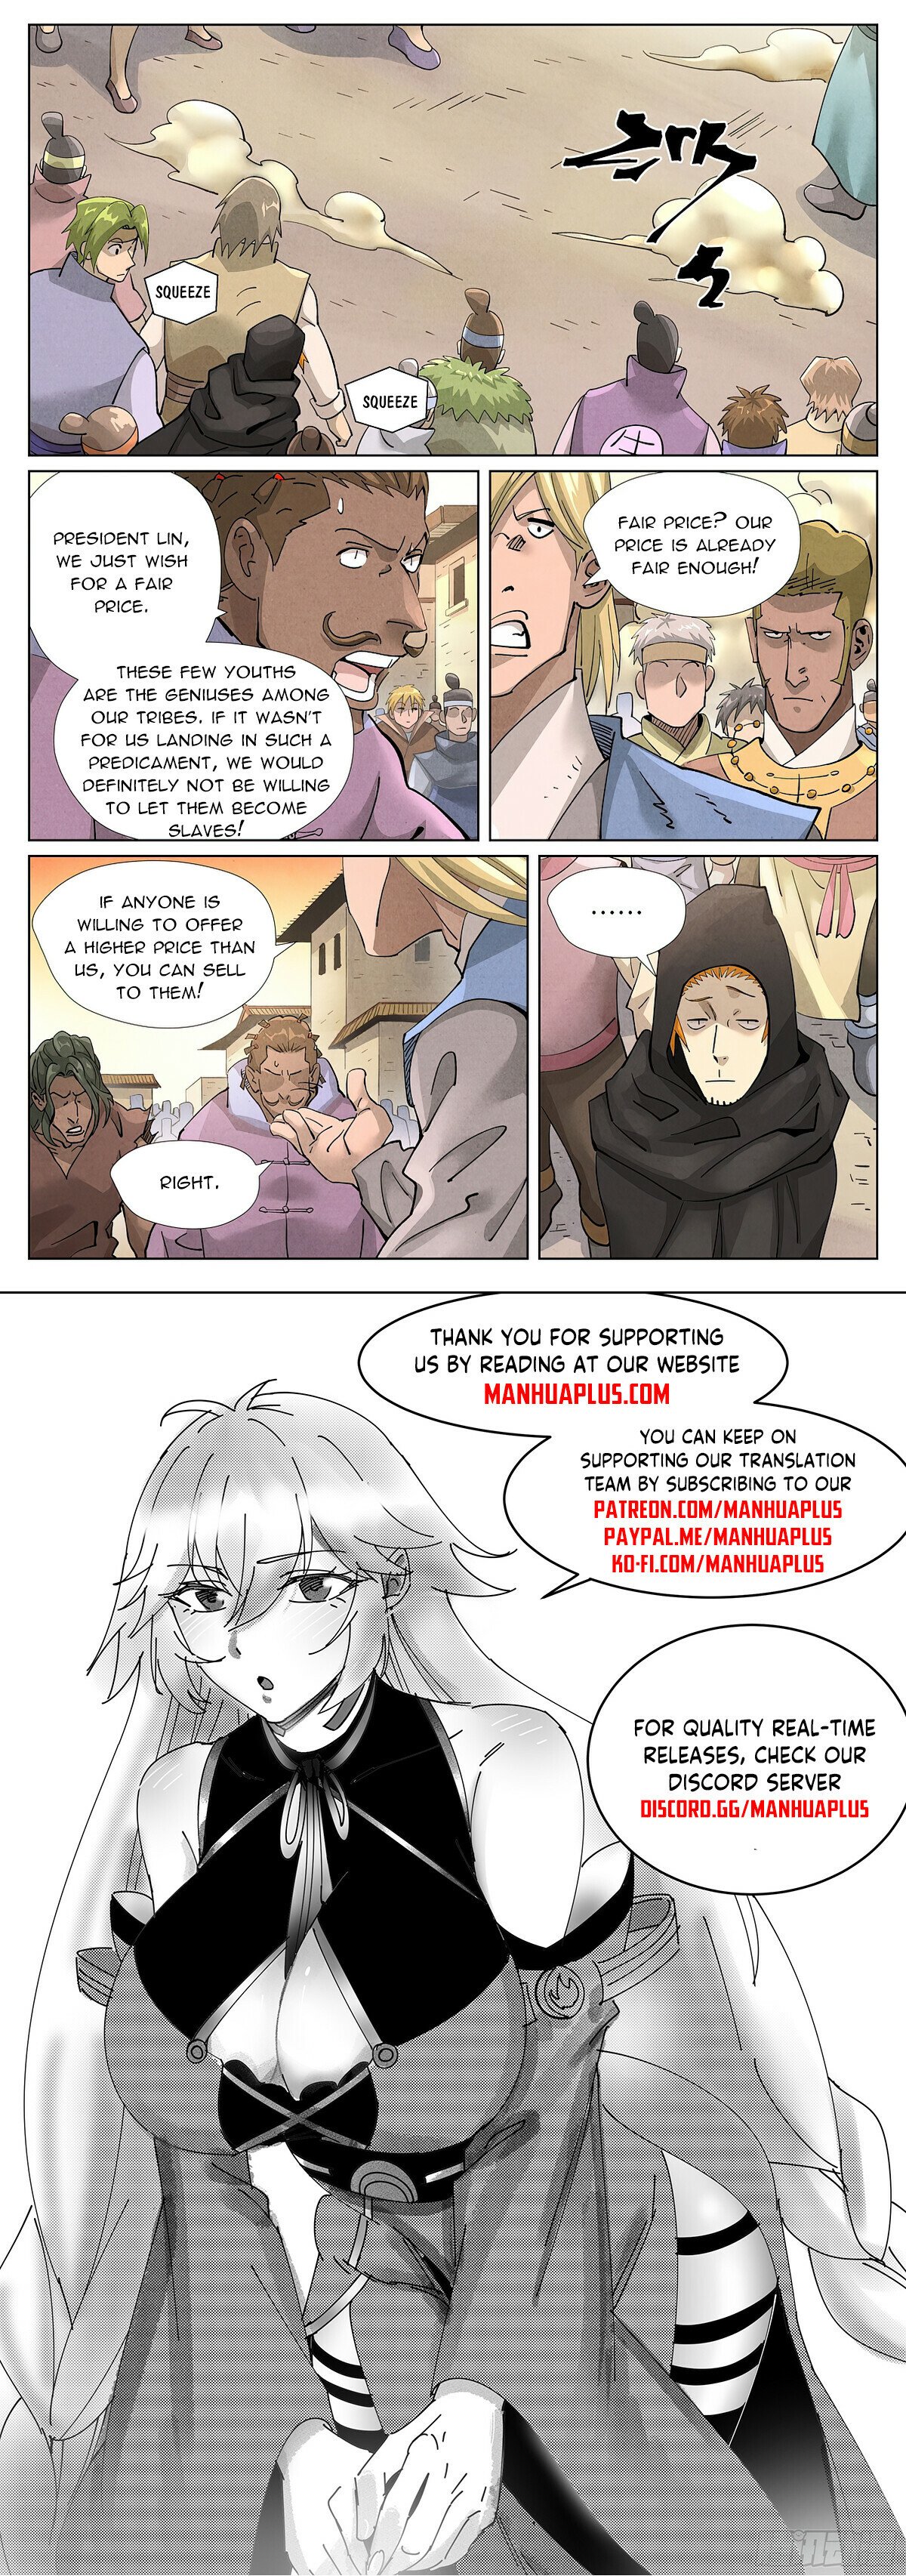 SQUEEZE
SQUEEZE
PRESIDENT LIN,
WE JUST WISH
FOR A FAIR
PRICE.
THESE FEW YOUTHS
ARE THE GENIUSES AMONG
OUR TRIBES. IF IT WASN'T
FOR US LANDING IN SUCH A
PREDICAMENT, WE WOULD
DEFINITELY NOT BE WILLING
TO LET THEM BECOME
SLAVES!
FAIR PRICE? OUR
PRICE IS ALREADY
FAIR ENOUGH!
IF ANYONE IS
WILLING TO OFFER
A HIGHER PRICE THAN
US, YOU CAN SELL
TO THEM!
RIGHT.
......
THANK YOU FOR SUPPORTING
US BY READING AT OUR WEBSITE
MANHUAPLUS.COM
YOU CAN KEEP ON
SUPPORTING OUR TRANSLATION
TEAM BY SUBSCRIBING TO OUR
PATREON.COM/MANHUAPLUS
PAYPAL.ME/MANHUAPLUS
KO-FI.COM/MANHUAPLUS
FOR QUALITY REAL-TIME
RELEASES, CHECK OUR
DISCORD SERVER
DISCORD.GG/MANHUAPLUS